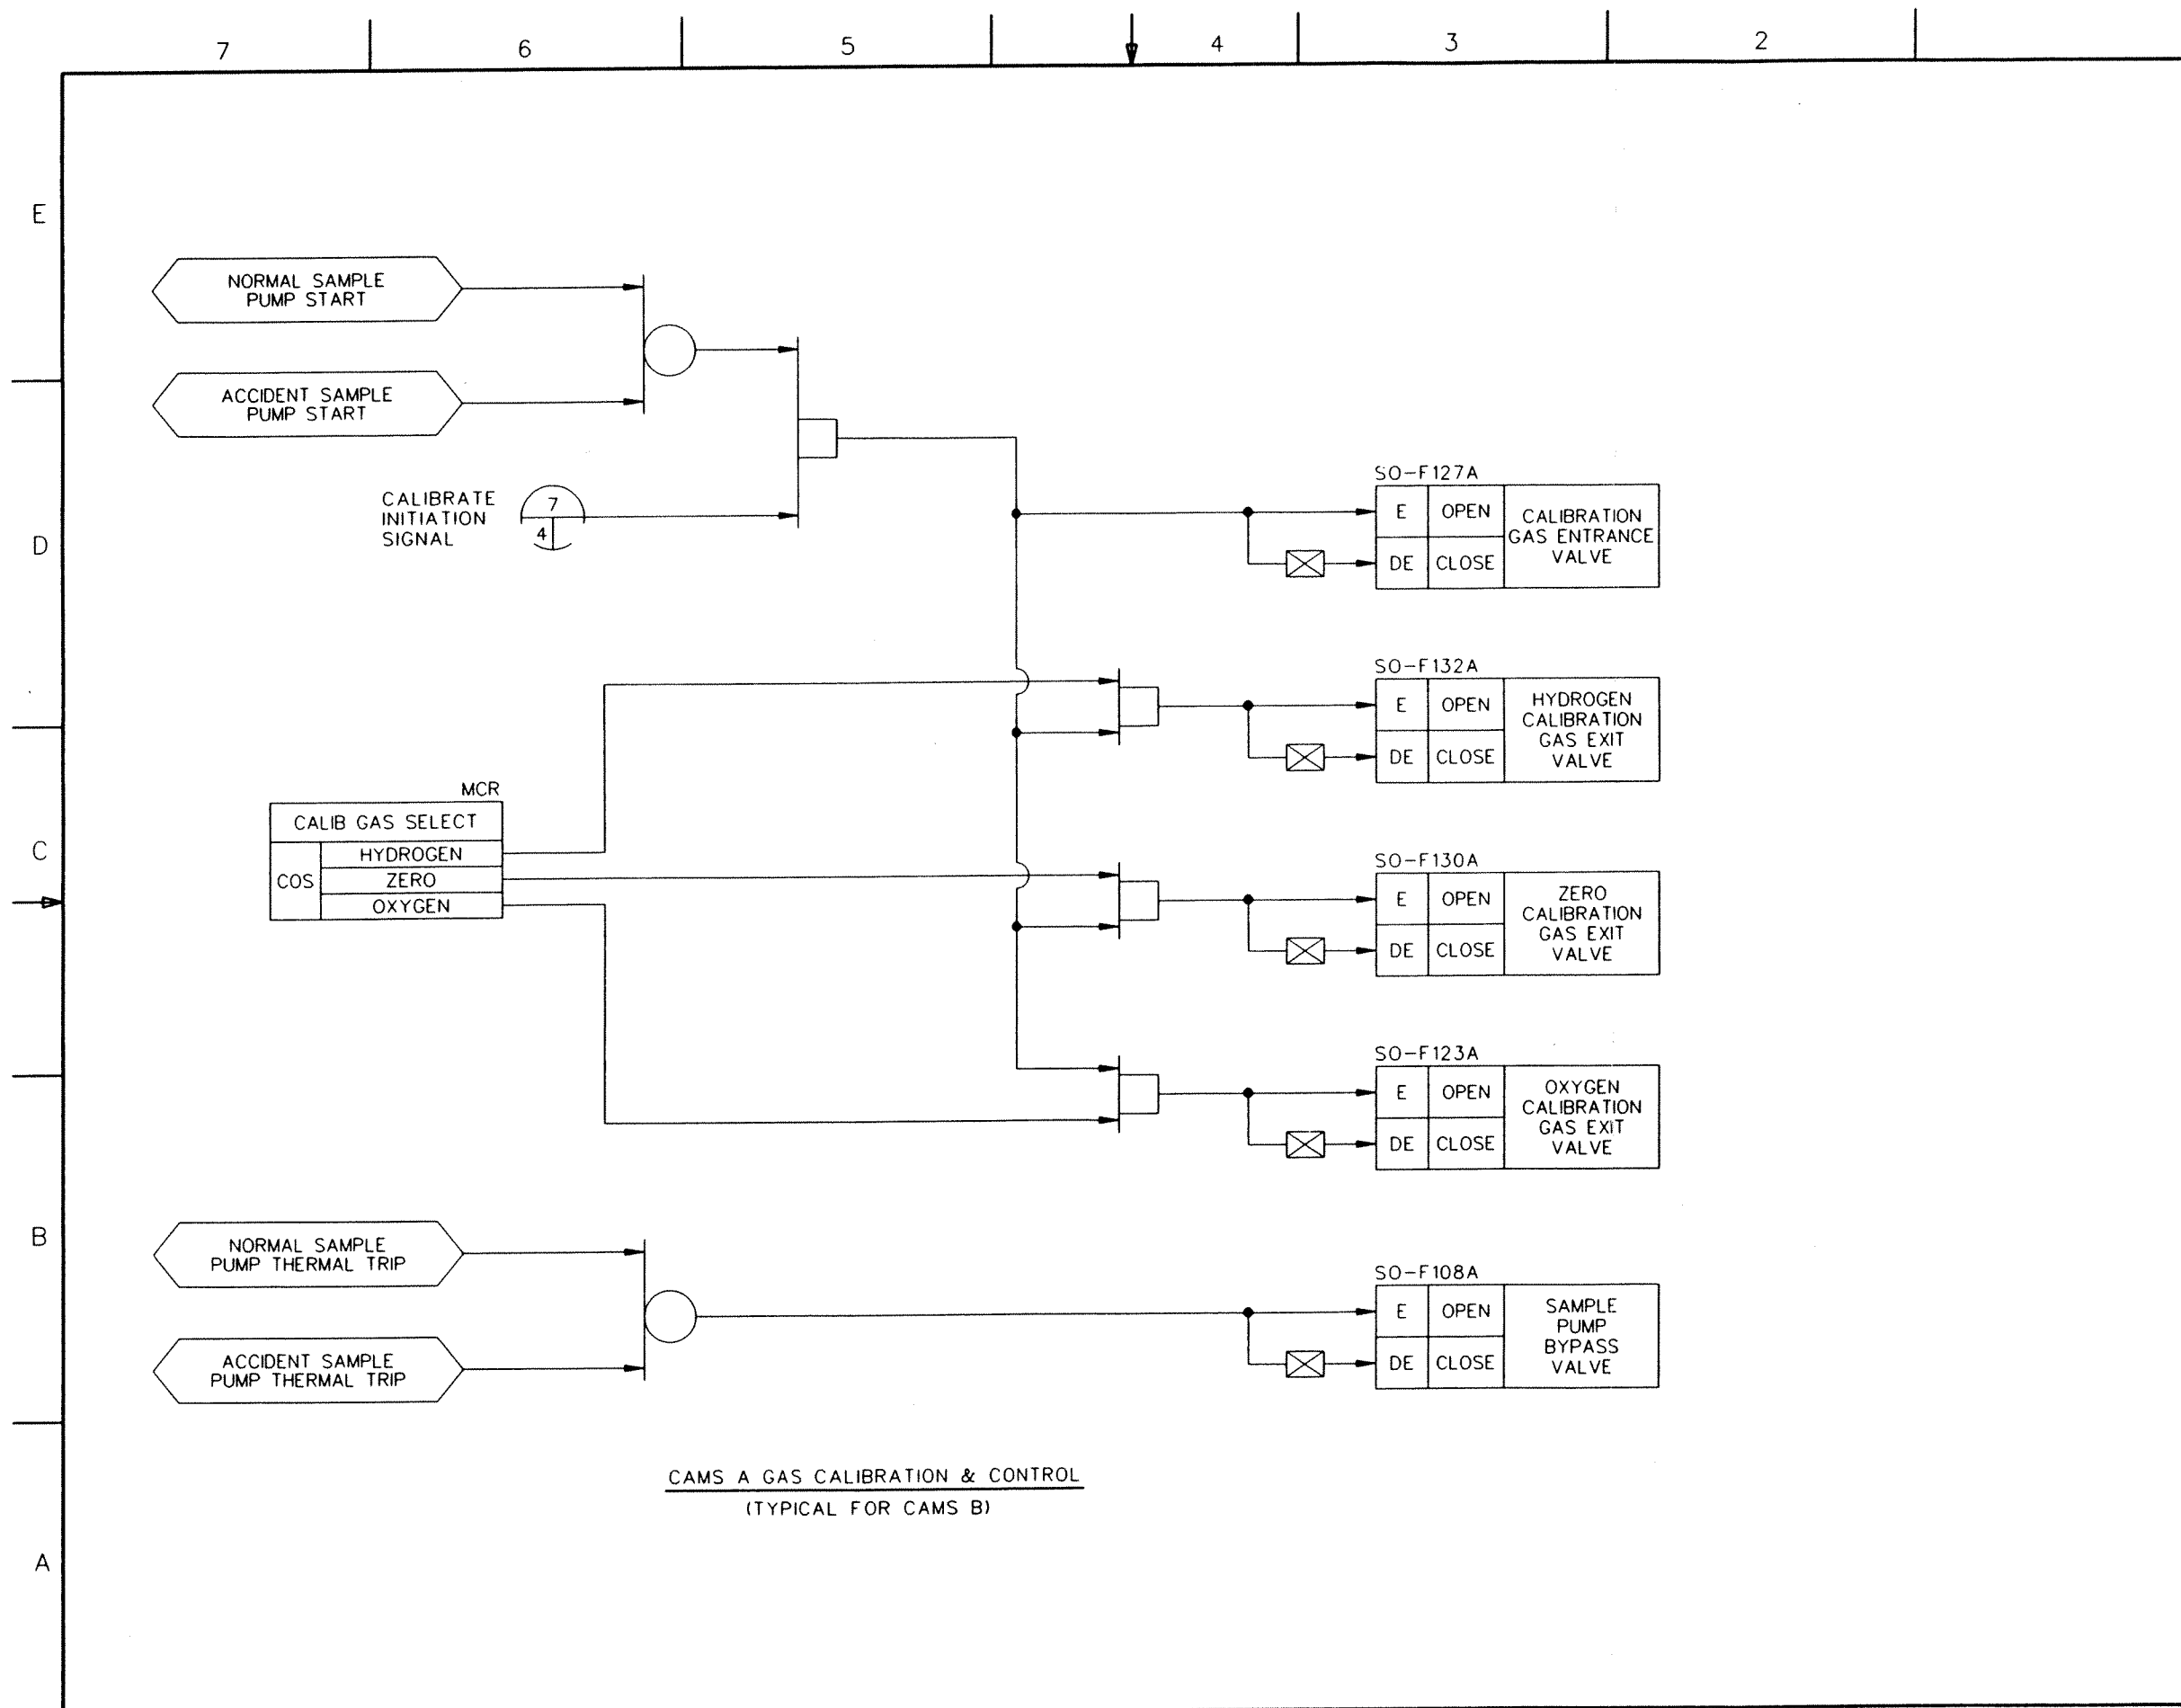 7 6 5 4 3 2
E
D
C
B
A
NORMAL SAMPLE
PUMP START
ACCIDENT SAMPLE
PUMP START
CALIBRATE
INITIATION
SIGNAL
7
4
SO-F127A
E OPEN
DE CLOSE
CALIBRATION
GAS ENTRANCE
VALVE
SO-F132A
E OPEN
DE CLOSE
HYDROGEN
CALIBRATION
GAS EXIT
VALVE
MCR
CALIB GAS SELECT
COS
HYDROGEN
ZERO
OXYGEN
SO-F130A
E OPEN
DE CLOSE
ZERO
CALIBRATION
GAS EXIT
VALVE
SO-F123A
E OPEN
DE CLOSE
OXYGEN
CALIBRATION
GAS EXIT
VALVE
NORMAL SAMPLE
PUMP THERMAL TRIP
ACCIDENT SAMPLE
PUMP THERMAL TRIP
SO-F108A
E OPEN
DE CLOSE
SAMPLE
PUMP
BYPASS
VALVE
CAMS A GAS CALIBRATION & CONTROL
(TYPICAL FOR CAMS B)